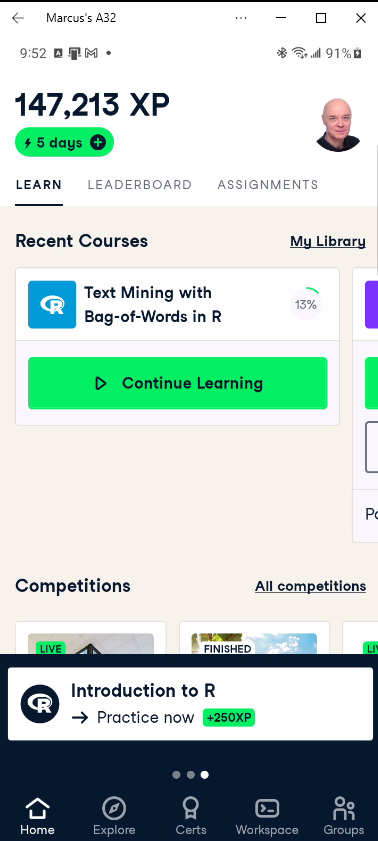 Marcus's A32
9:52
91%
147,213 XP
5 days
LEARN
LEADERBOARD
ASSIGNMENTS
Recent Courses
My Library
R
Text Mining with
Bag-of-Words in R
13%
Continue Learning
Competitions
All competitions
LIVE
FINISHED
R
Introduction to R
→ Practice now
+250XP
Home
Explore
Certs
Workspace
Groups